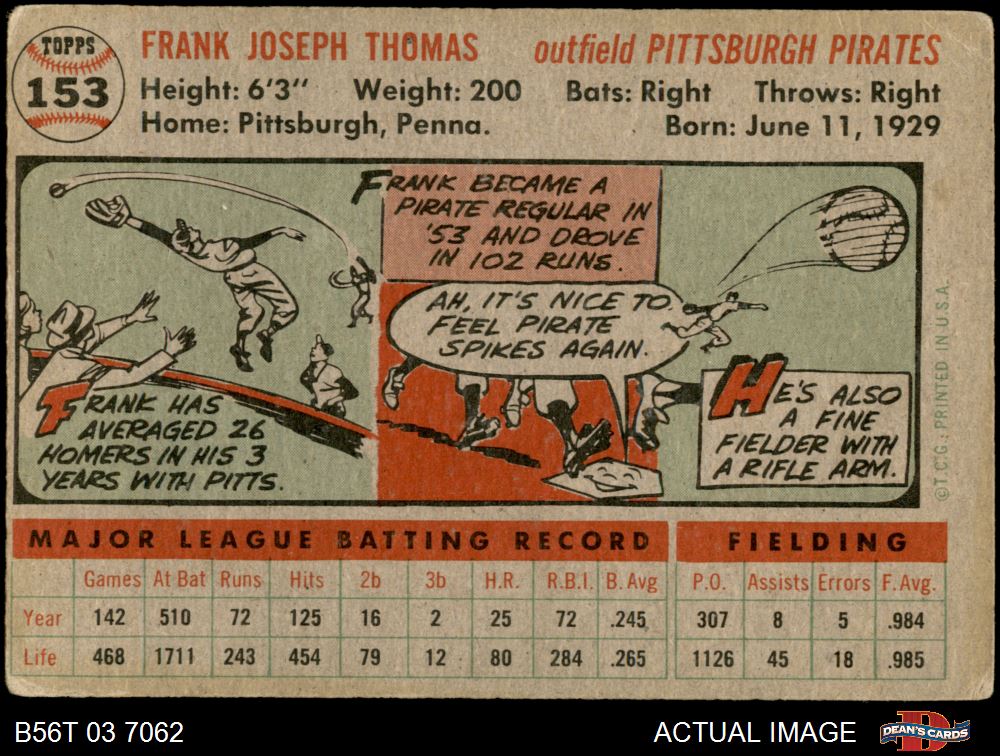 TOPPS
153
FRANK JOSEPH THOMAS outfield PITTSBURGH PIRATES
Height: 6'3" Weight: 200 Bats: Right Throws: Right
Home: Pittsburgh, Penna. Born: June 11, 1929
FRANK HAS
AVERAGED 26
HOMERS IN HIS 3
YEARS WITH PITTS.
FRANK BECAME A
PIRATE REGULAR IN
'53 AND DROVE
IN 102 RUNS.
AH, IT'S NICE TO
FEEL PIRATE
SPIKES AGAIN.
HE'S ALSO
A FINE
FIELDER WITH
A RIFLE ARM.
© T.C.G.: PRINTED IN U.S.A.
MAJOR LEAGUE BATTING RECORD FIELDING
Games At Bat Runs Hits 2b 3b H.R. R.B.I. B. Avg P.O. Assists Errors F. Avg.
Year 142 510 72 125 16 2 25 72 .245 307 8 5 .984
Life 468 1711 243 454 79 12 80 284 .265 1126 45 18 .985
B56T 03 7062 ACTUAL IMAGE D DEAN'S CARDS